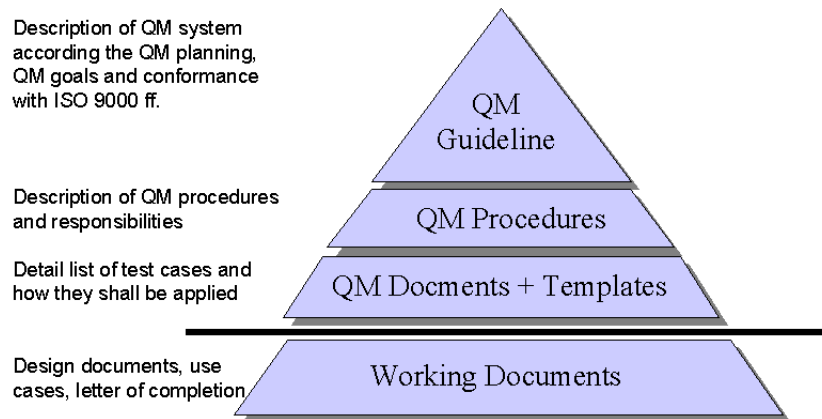 Description of QM system
according the QM planning,
QM goals and conformance
with ISO 9000 ff.
QM
Guideline
Description of QM procedures
and responsibilities
QM Procedures
Detail list of test cases and
how they shall be applied
QM Docments + Templates
Design documents, use
cases, letter of completion
Working Documents